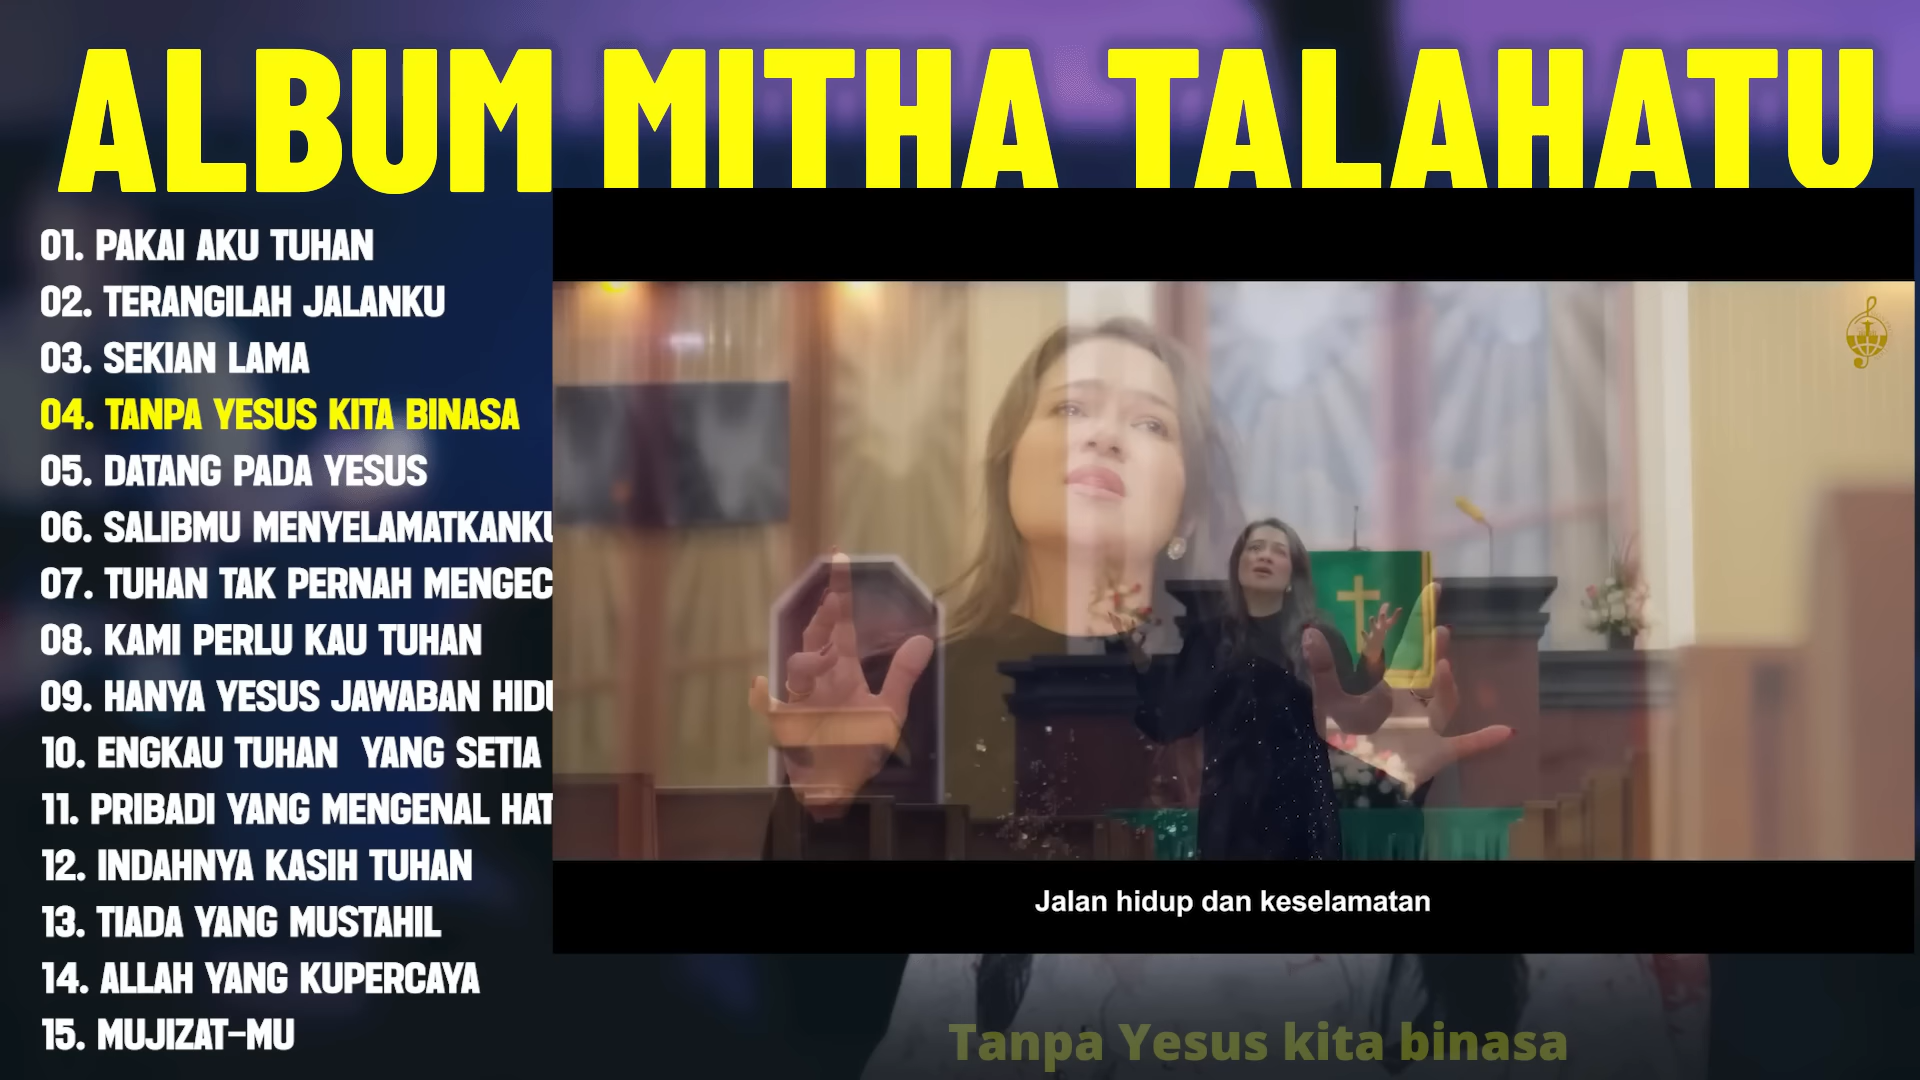 ALBUM MITHA TALAHATU
01. PAKAI AKU TUHAN
02. TERANGILAH JALANKU
03. SEKIAN LAMA
04. TANPA YESUS KITA BINASA
05. DATANG PADA YESUS
06. SALIBMU MENYELAMATKANKU
07. TUHAN TAK PERNAH MENGEC
08. KAMI PERLU KAU TUHAN
09. HANYA YESUS JAWABAN HIDU
10. ENGKAU TUHAN  YANG SETIA
11. PRIBADI YANG MENGENAL HAT
12. INDAHNYA KASIH TUHAN
13. TIADA YANG MUSTAHIL
14. ALLAH YANG KUPERCAYA
15. MUJIZAT-MU
Jalan hidup dan keselamatan
Tanpa Yesus kita binasa